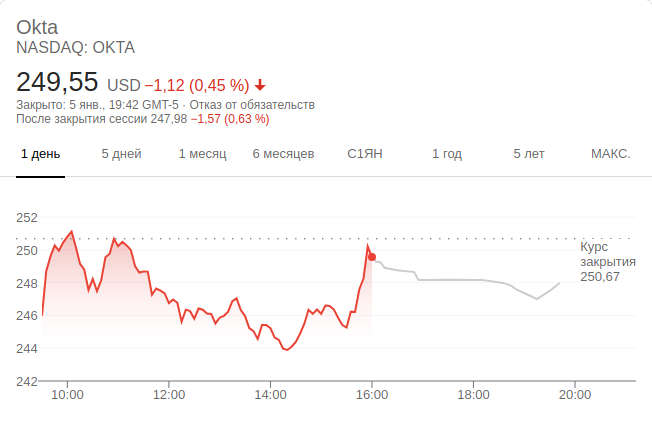 Okta
NASDAQ: OKTA
249,55 USD −1,12 (0,45 %)
Закрыто: 5 янв., 19:42 GMT-5 · Отказ от обязательств
После закрытия сессии 247,98 −1,57 (0,63 %)
1 день 5 дней 1 месяц 6 месяцев С1ЯН 1 год 5 лет МАКС.
252
250
248
246
244
242
Курс
закрытия
250,67
10:00 12:00 14:00 16:00 18:00 20:00